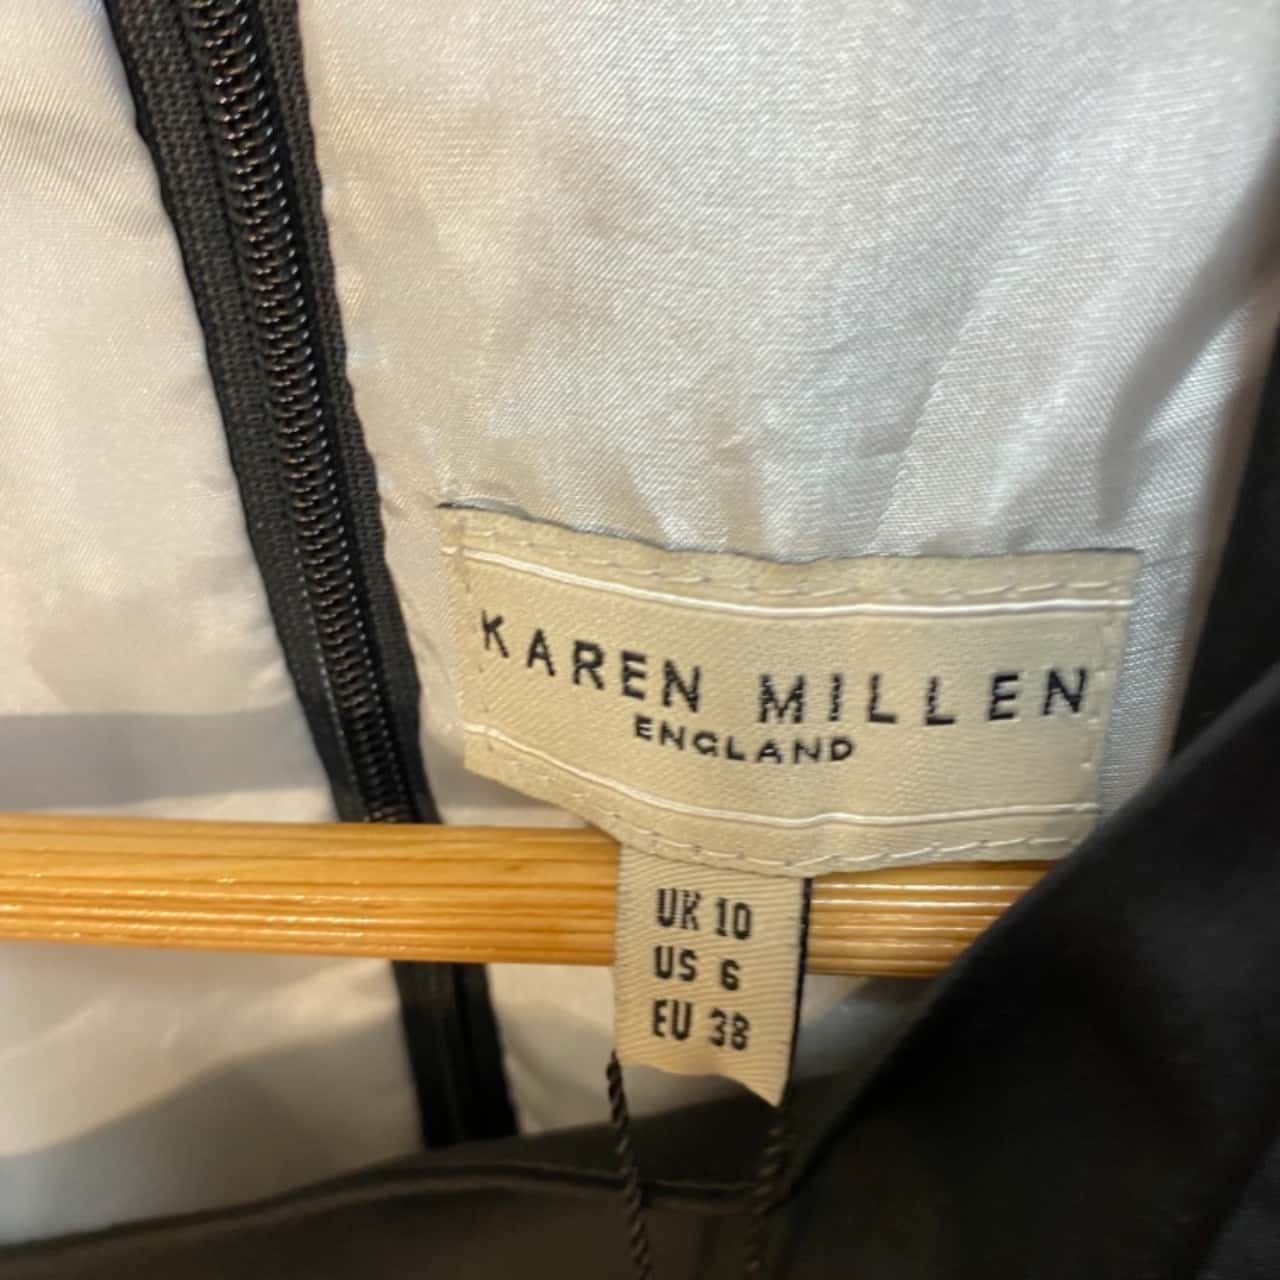 KAREN MILLEN
ENGLAND
UK 10
US 6
EU 38